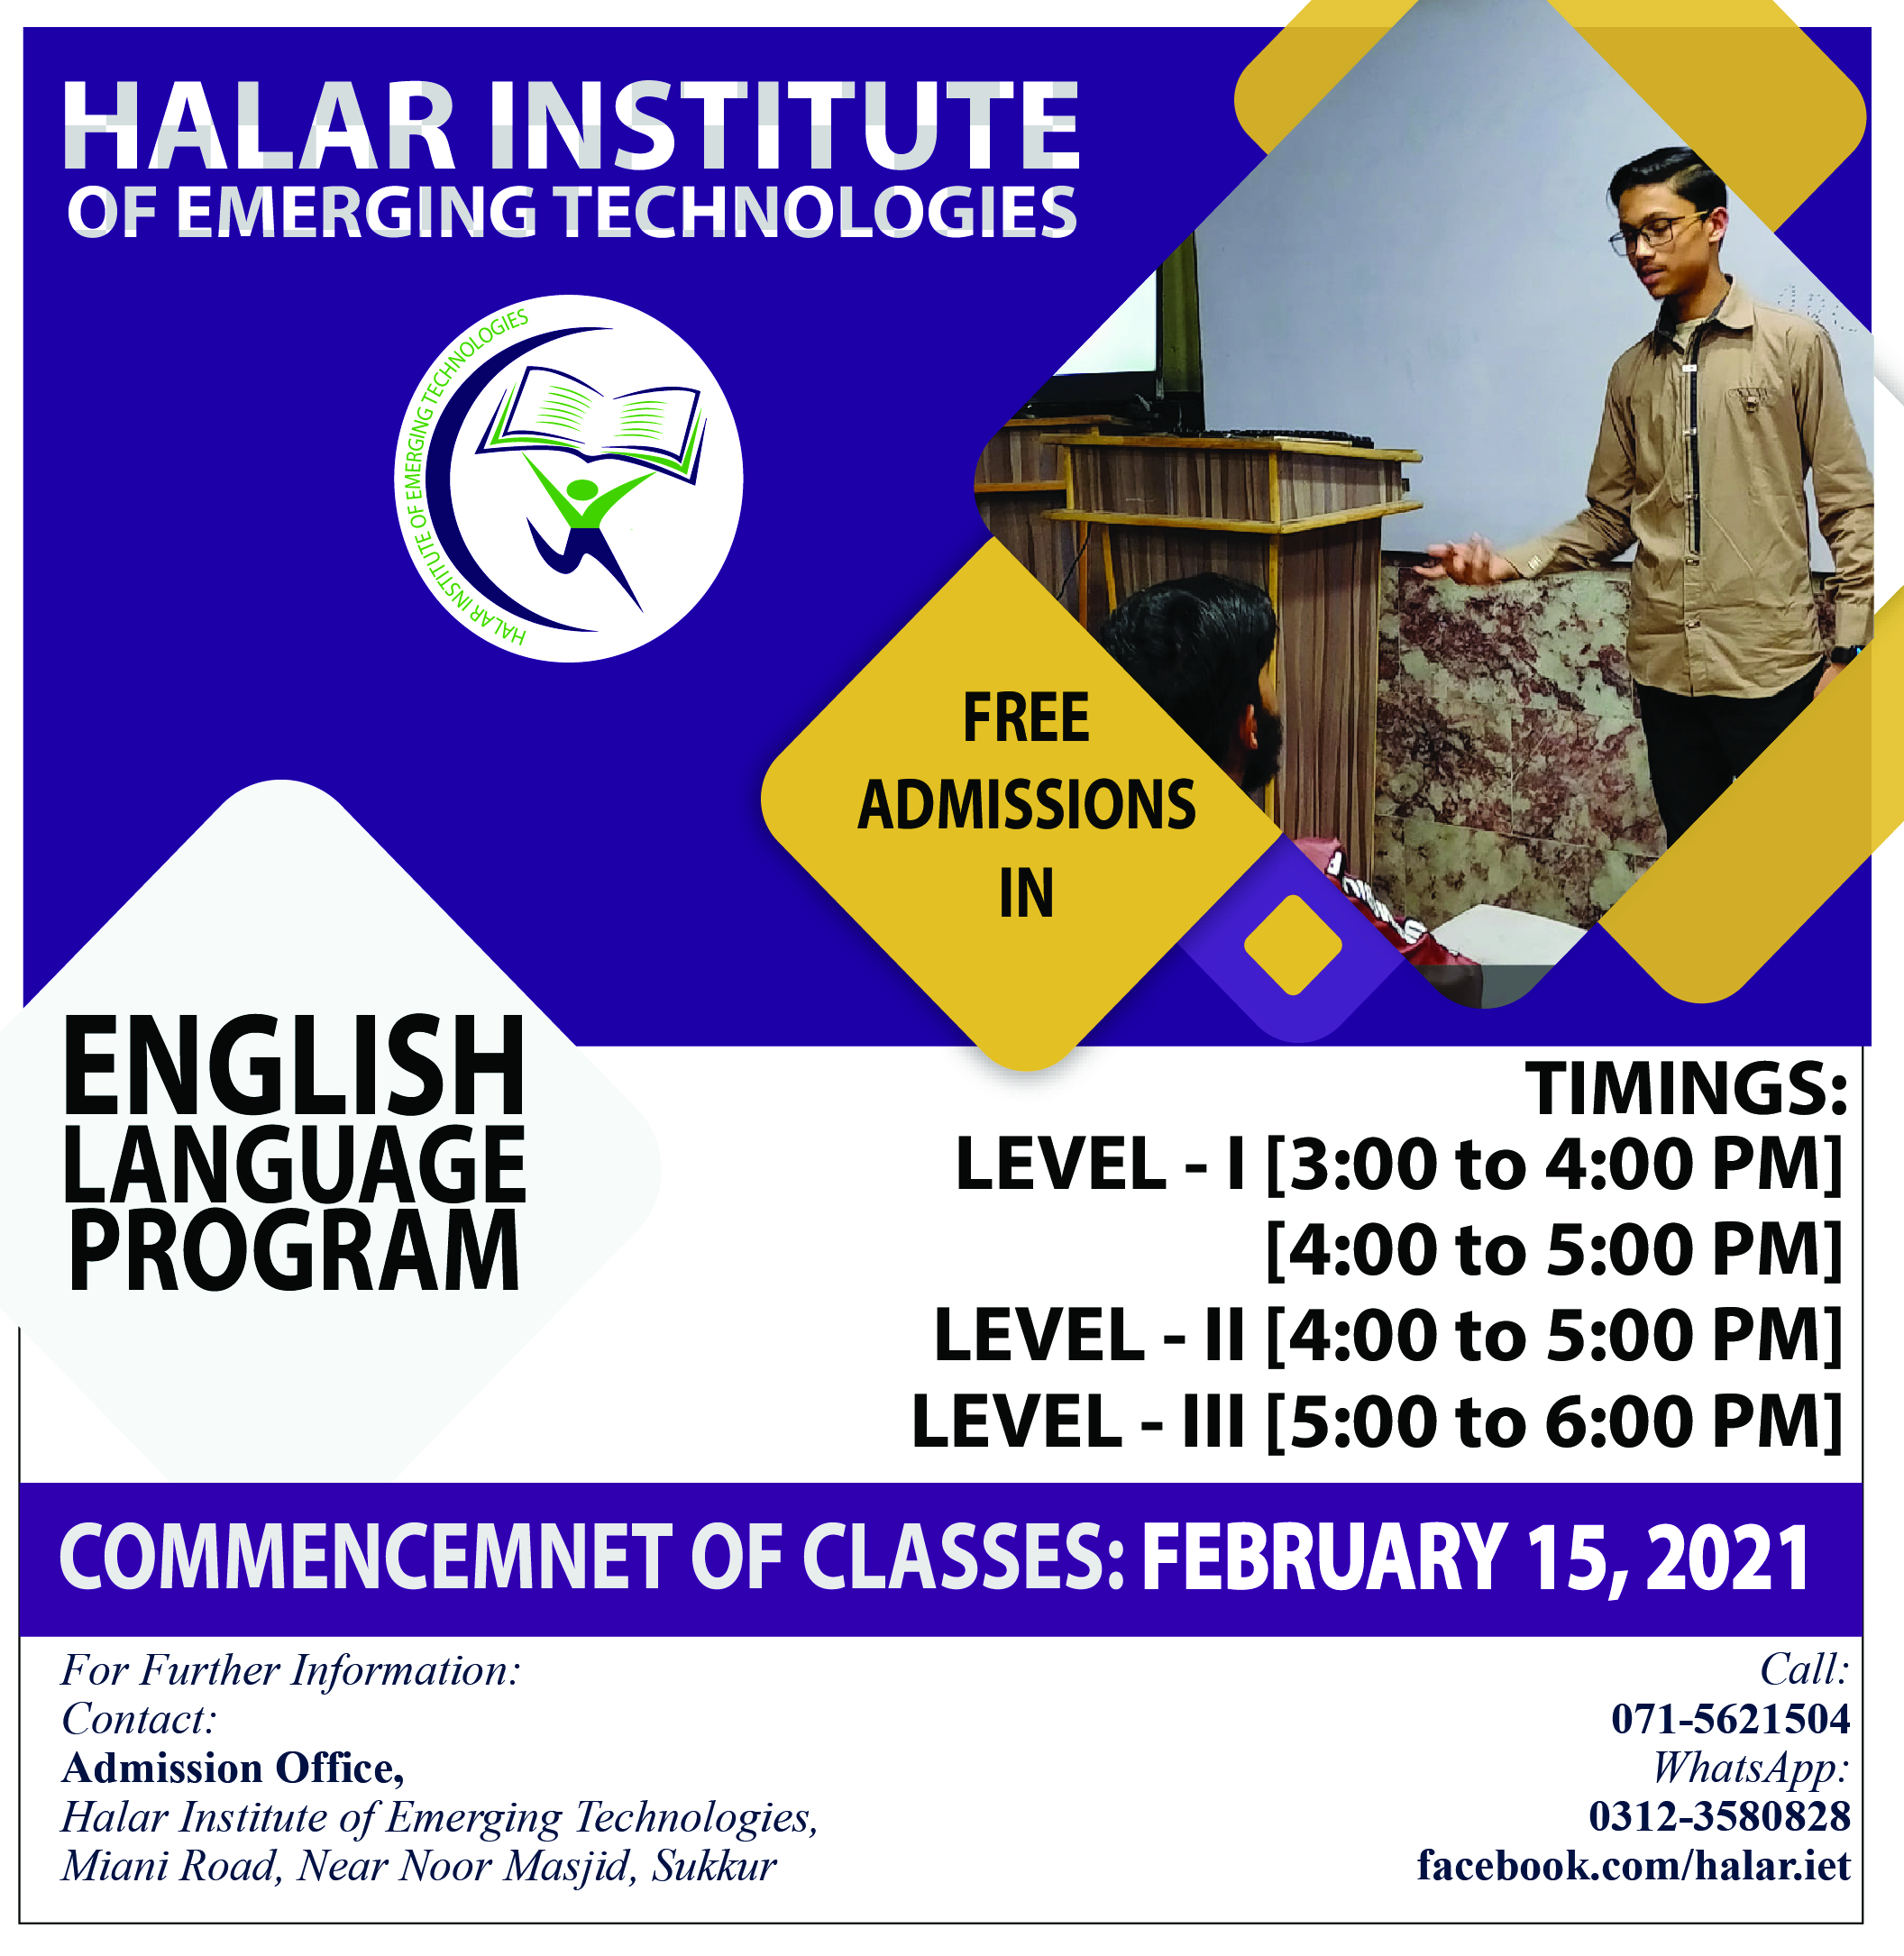 HALAR INSTITUTE
OF EMERGING TECHNOLOGIES
HALAR INSTITUTE OF EMERGING TECHNOLOGIES
FREE
ADMISSIONS
IN
ENGLISH
LANGUAGE
PROGRAM
TIMINGS:
LEVEL - I [3:00 to 4:00 PM]
[4:00 to 5:00 PM]
LEVEL - II [4:00 to 5:00 PM]
LEVEL - III [5:00 to 6:00 PM]
COMMENCEMNET OF CLASSES: FEBRUARY 15, 2021
For Further Information:
Contact:
Admission Office,
Halar Institute of Emerging Technologies,
Miani Road, Near Noor Masjid, Sukkur
Call:
071-5621504
WhatsApp:
0312-3580828
facebook.com/halar.iet